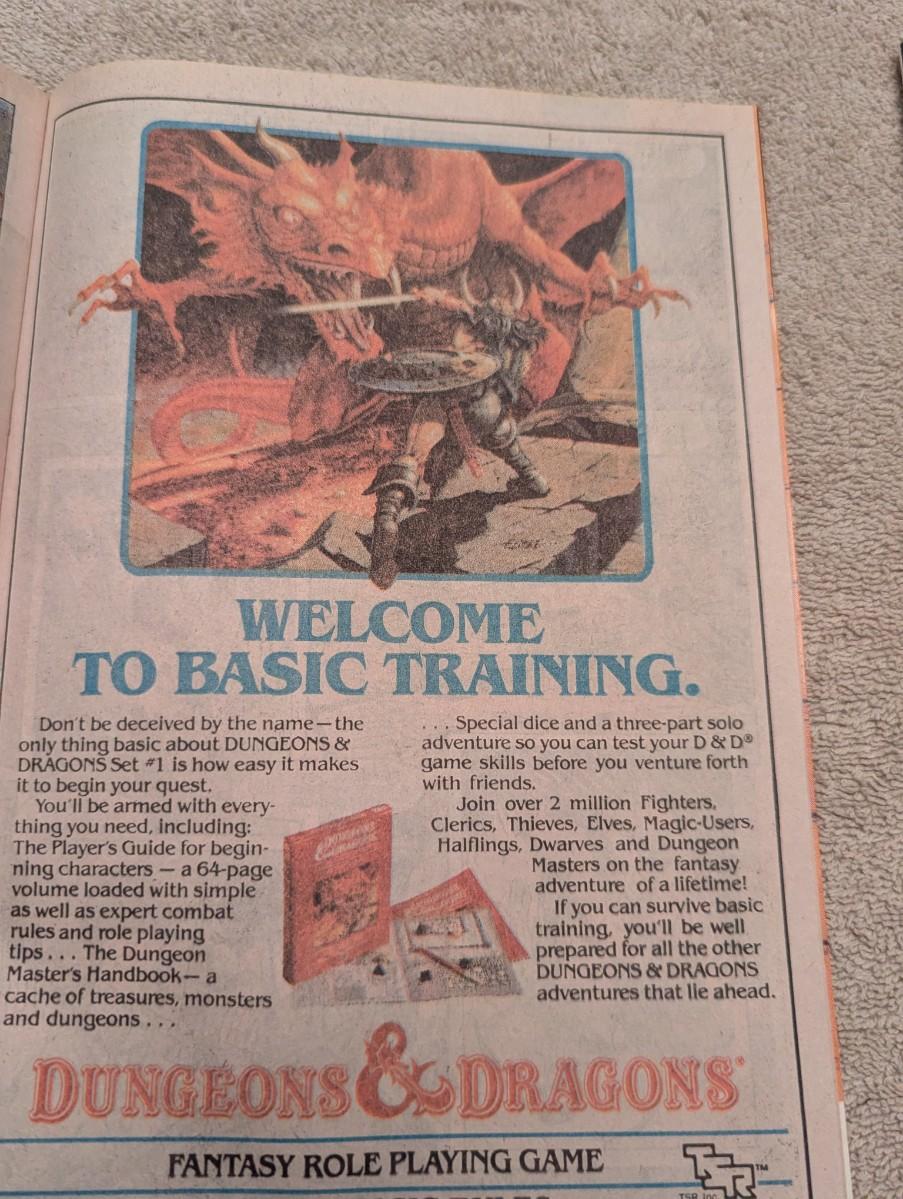 ELMORE
WELCOME
TO BASIC TRAINING.
Don't be deceived by the name—the
only thing basic about DUNGEONS &
DRAGONS Set #1 is how easy it makes
it to begin your quest.
You'll be armed with every-
thing you need, including:
The Player's Guide for begin-
ning characters — a 64-page
volume loaded with simple
as well as expert combat
rules and role playing
tips . . . The Dungeon
Master's Handbook— a
cache of treasures, monsters
and dungeons . . .
. . . Special dice and a three-part solo
adventure so you can test your D & D®
game skills before you venture forth
with friends.
Join over 2 million Fighters,
Clerics, Thieves, Elves, Magic-Users,
Halflings, Dwarves and Dungeon
Masters on the fantasy
adventure of a lifetime!
If you can survive basic
training, you'll be well
prepared for all the other
DUNGEONS & DRAGONS
adventures that lie ahead.
DUNGEONS & DRAGONS
DUNGEONS & DRAGONS®
FANTASY ROLE PLAYING GAME
TSR™
TSR, Inc.